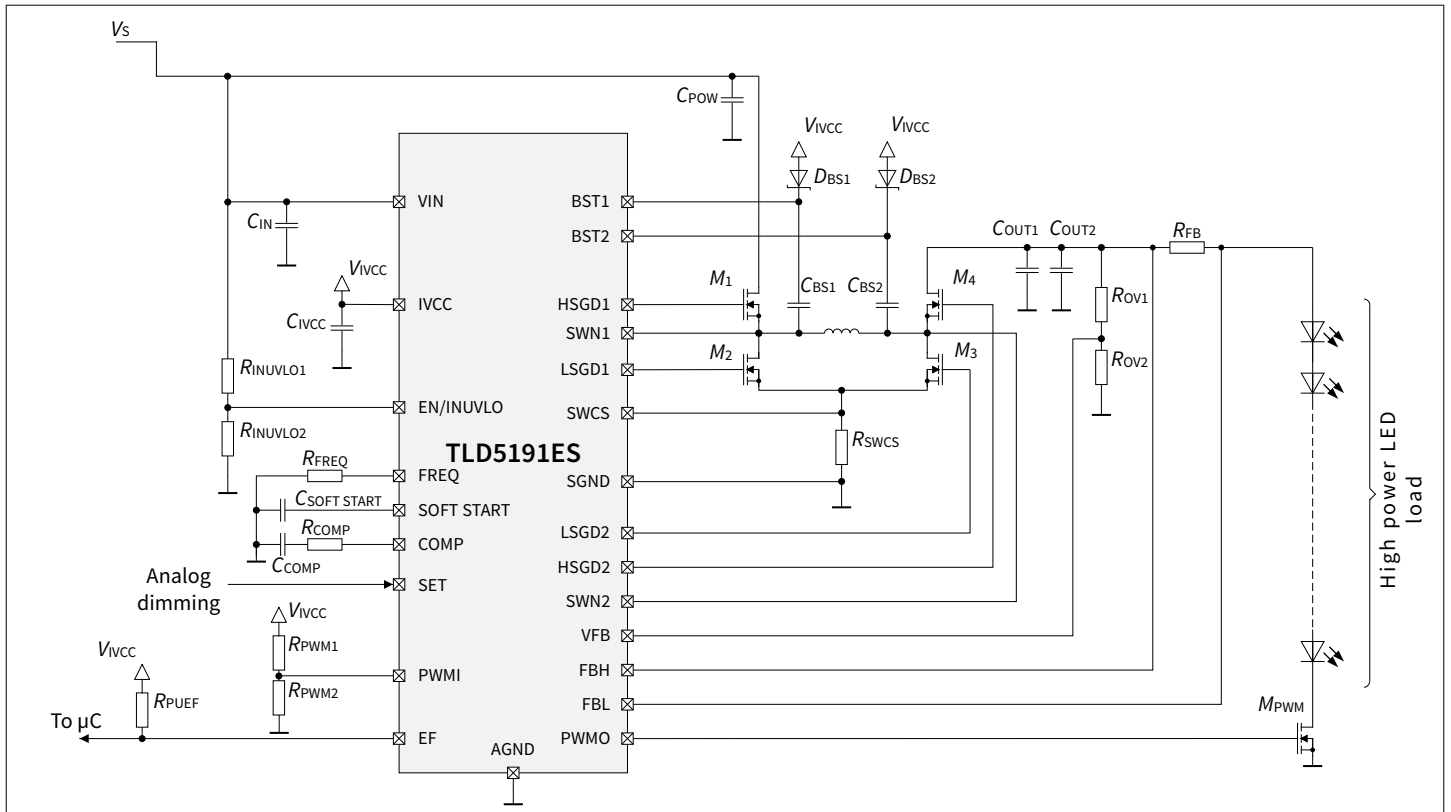 VS
CPOW
VIVCC
VIVCC
DBS1
DBS2
VIN
BST1
BST2
CIN
VIVCC
IVCC
CIVCC
HSGD1
SWN1
LSGD1
M1
M2
CBS1
CBS2
M4
M3
COUT1
COUT2
RFB
ROV1
ROV2
RINUVLO1
EN/INUVLO
RINUVLO2
SWCS
RSWCS
TLD5191ES
RFREQ
FREQ
SGND
CSOFT START
SOFT START
RCOMP
COMP
CCOMP
LSGD2
HSGD2
Analog
dimming
SET
SWN2
VIVCC
RPWM1
PWMI
RPWM2
VFB
FBH
FBL
VIVCC
RPUEF
To µC
EF
AGND
PWMO
MPWM
High power LED
load